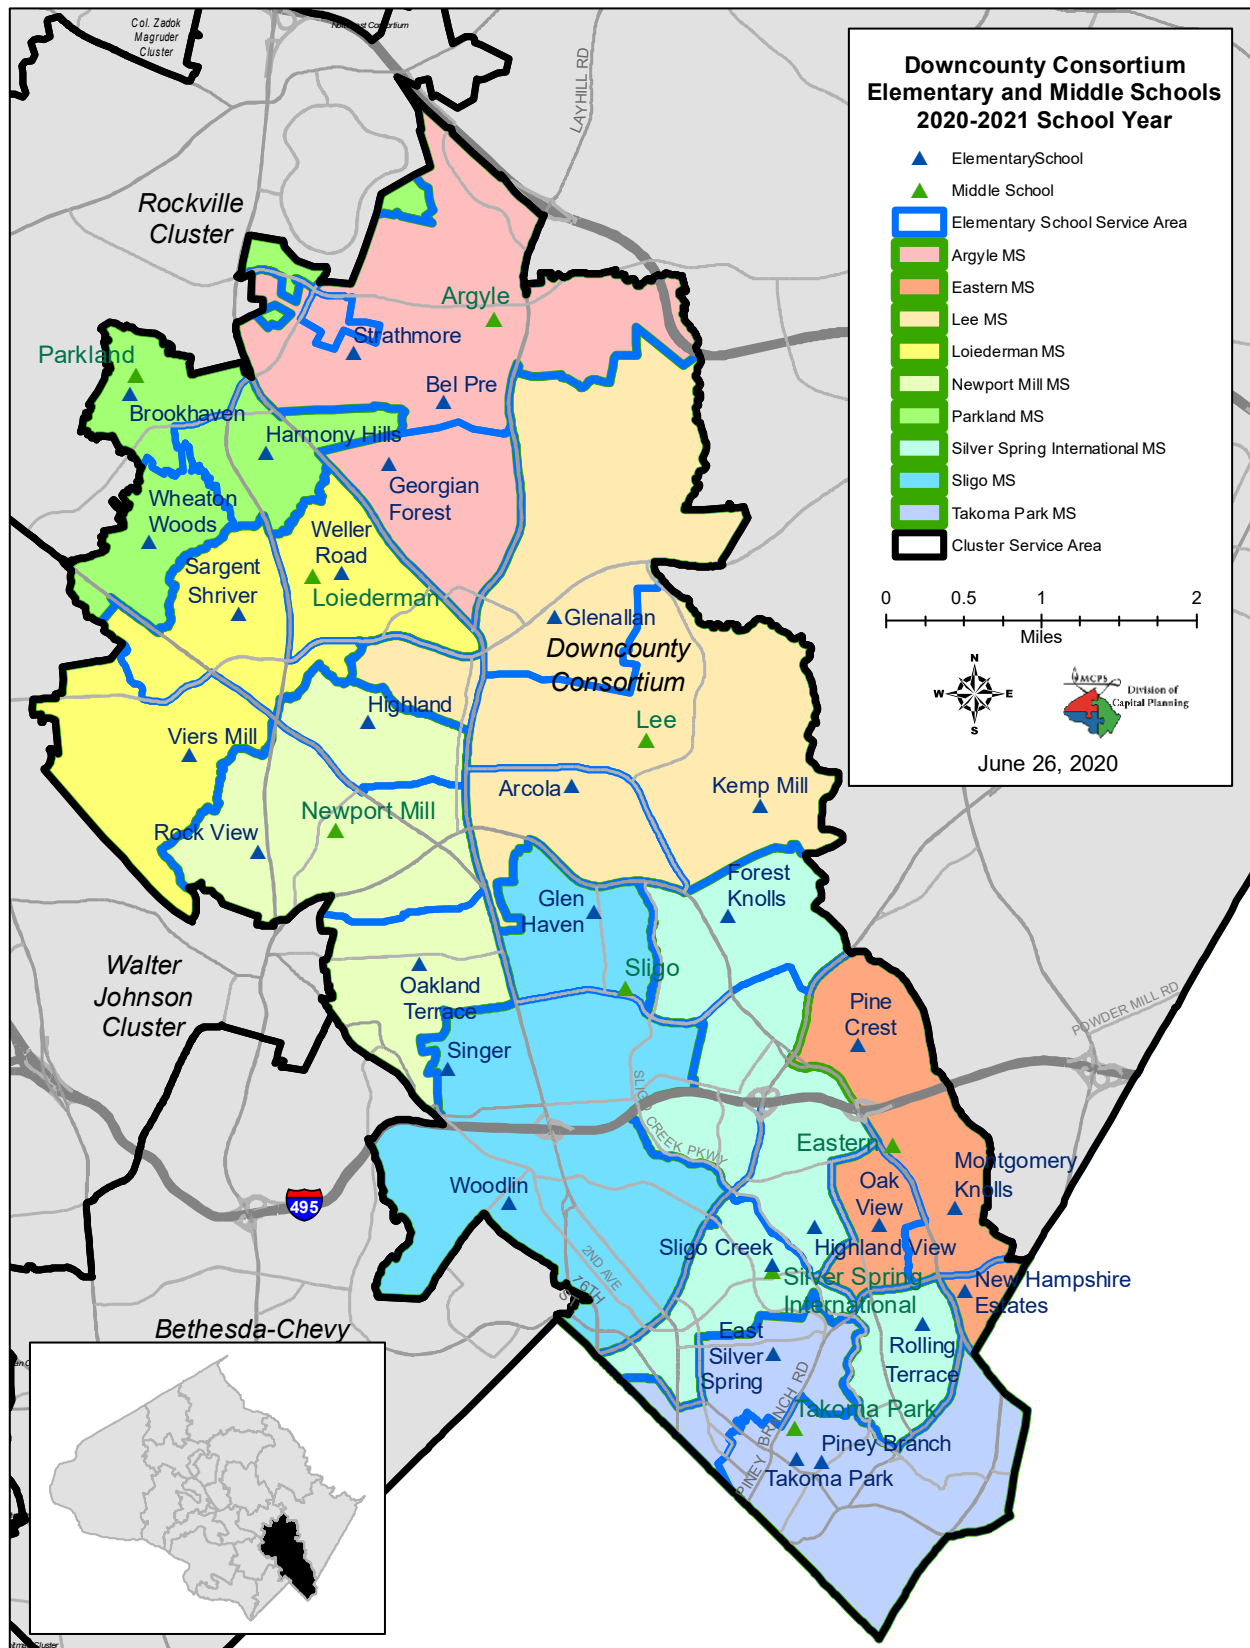 Col. Zadok
Magruder
Cluster
Consortium
LAYHILL RD
Downcounty Consortium
Elementary and Middle Schools
2020-2021 School Year
ElementarySchool
Middle School
Elementary School Service Area
Argyle MS
Eastern MS
Lee MS
Loiederman MS
Newport Mill MS
Parkland MS
Silver Spring International MS
Sligo MS
Takoma Park MS
Cluster Service Area
0 0.5 1 2
Miles
N
W E
S
MCPS
Division of
Capital Planning
June 26, 2020
Rockville
Cluster
Argyle
Strathmore
Parkland
Bel Pre
Brookhaven
Harmony Hills
Georgian
Forest
Wheaton
Woods
Weller
Road
Sargent
Shriver
Loiederman
Glenallan
Downcounty
Consortium
Highland
Lee
Viers Mill
Arcola
Kemp Mill
Newport Mill
Rock View
Forest
Knolls
Glen
Haven
Walter
Johnson
Cluster
Sligo
Oakland
Terrace
Pine
Crest
POWDER MILL RD
Singer
SLIGO CREEK PKWY
Eastern
Montgomery
Knolls
Oak
View
Woodlin
495
Sligo Creek
Highland View
2ND AVE
16TH
ST
Silver Spring
International
New Hampshire
Estates
Bethesda-Chevy
East
Silver
Spring
Rolling
Terrace
PINEY BRANCH RD
Takoma Park
Piney Branch
Takoma Park
Cluster